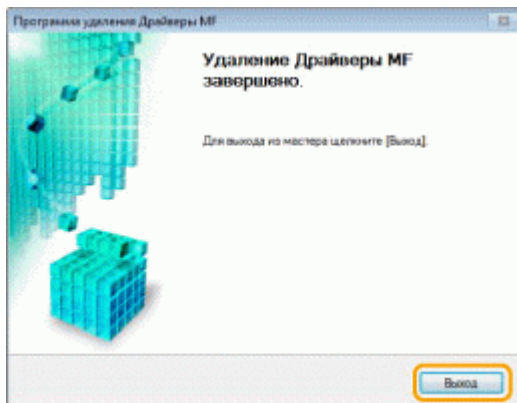 Программа удаления Драйверы MF
Удаление Драйверы MF
завершено.
Для выхода из мастера щелкните [Выход].
Выход